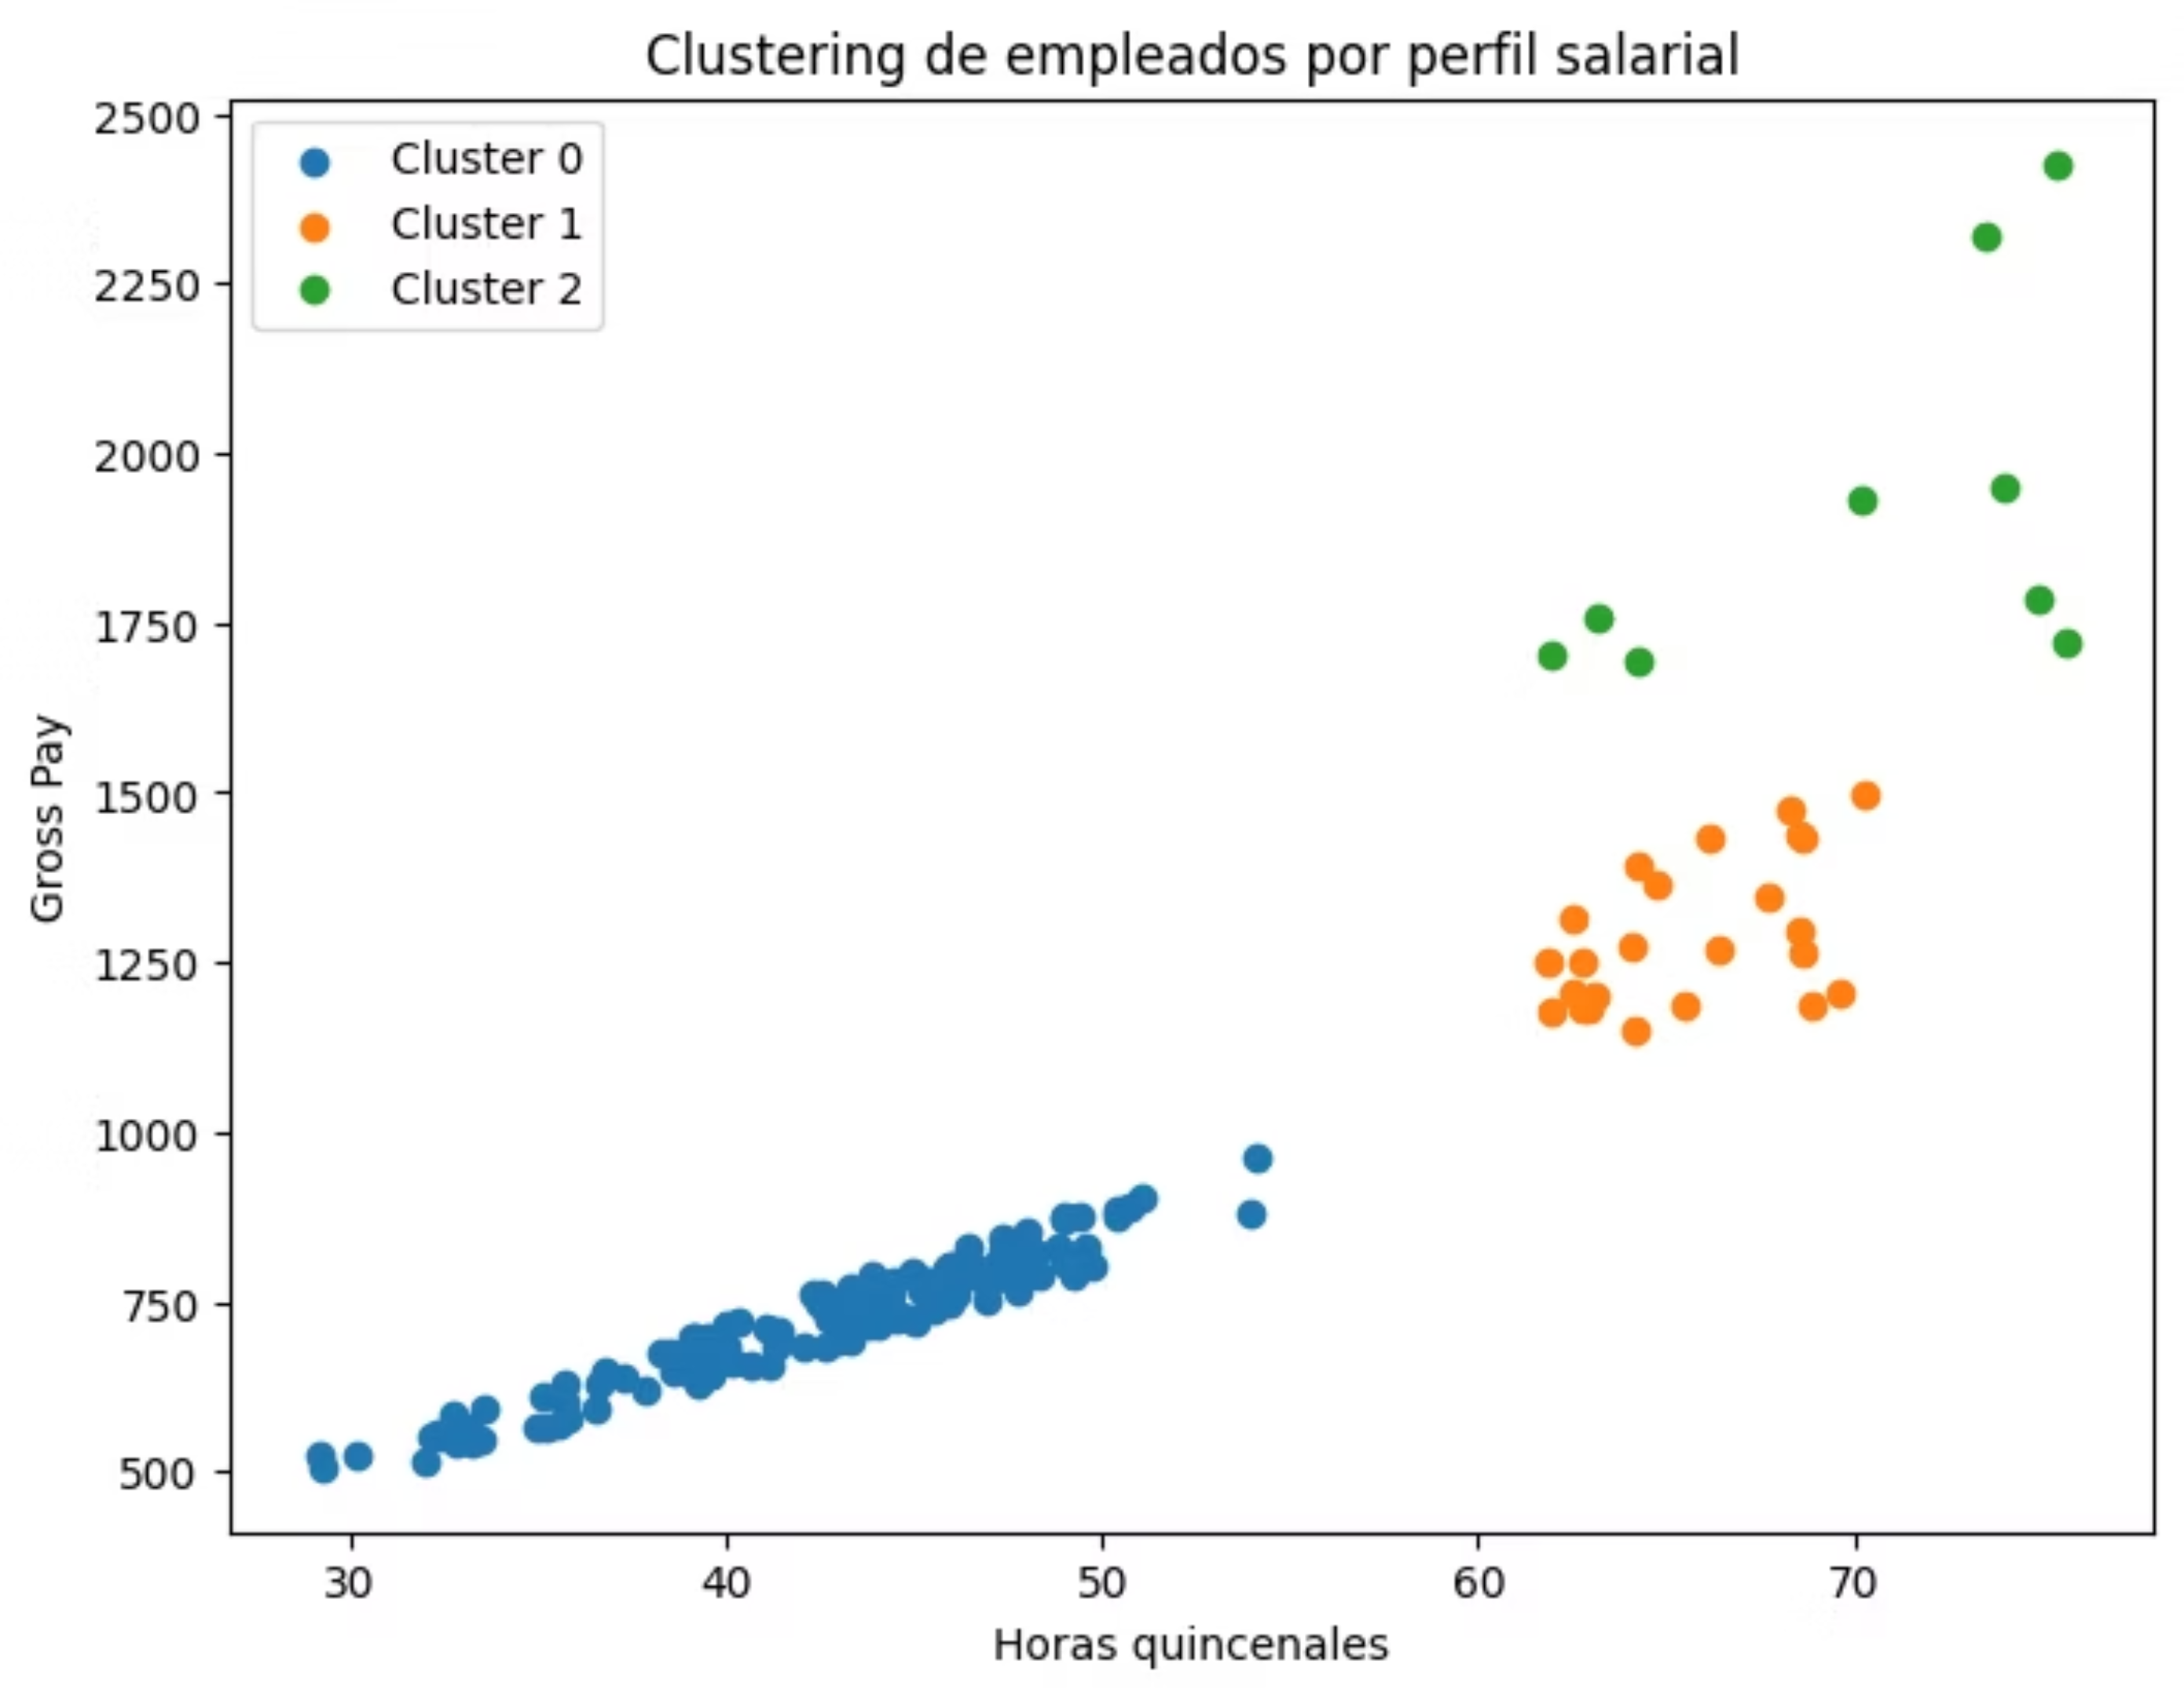 Clustering de empleados por perfil salarial
Cluster 0
Cluster 1
Cluster 2
2500
2250
2000
1750
1500
1250
1000
750
500
Gross Pay
30 40 50 60 70
Horas quincenales